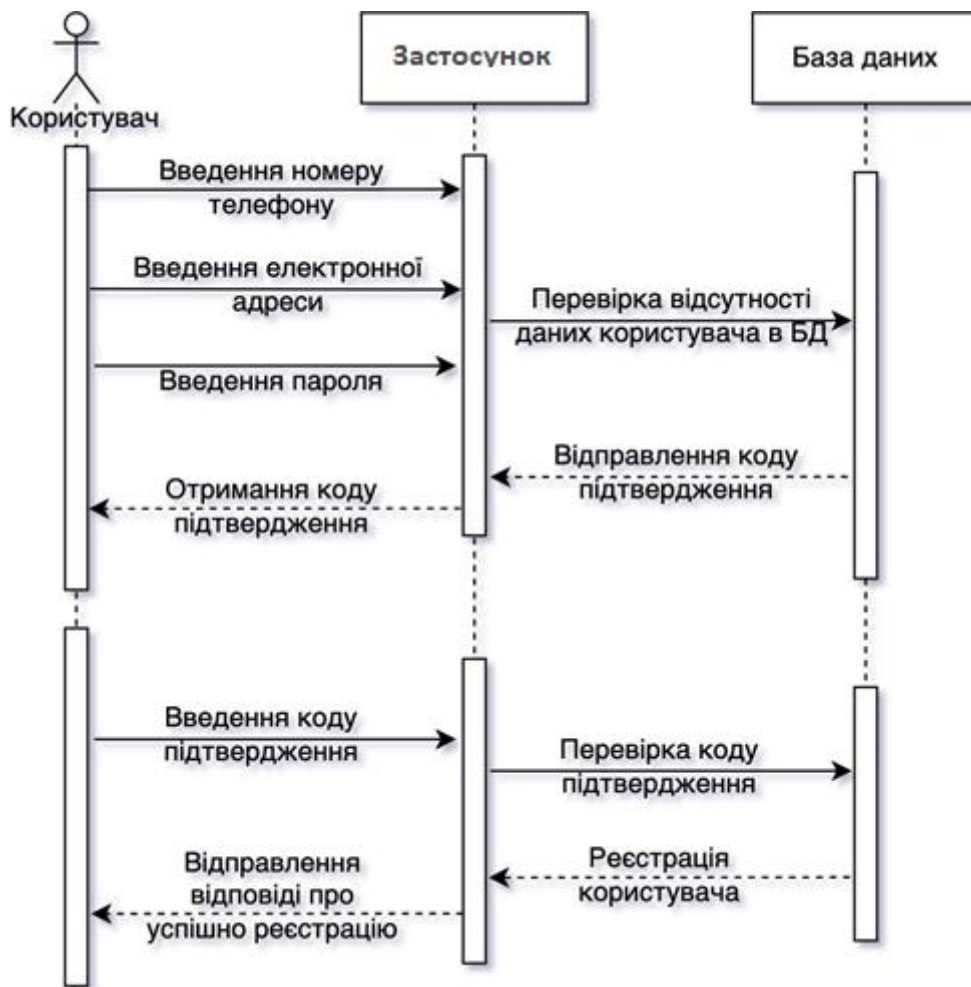 Застосунок
База даних
Користувач
Введення номеру
телефону
Введення електронної
адреси
Перевірка відсутності
даних користувача в БД
Введення пароля
Відправлення коду
підтвердження
Отримання коду
підтвердження
Введення коду
підтвердження
Перевірка коду
підтвердження
Реєстрація
користувача
Відправлення
відповіді про
успішно реєстрацію